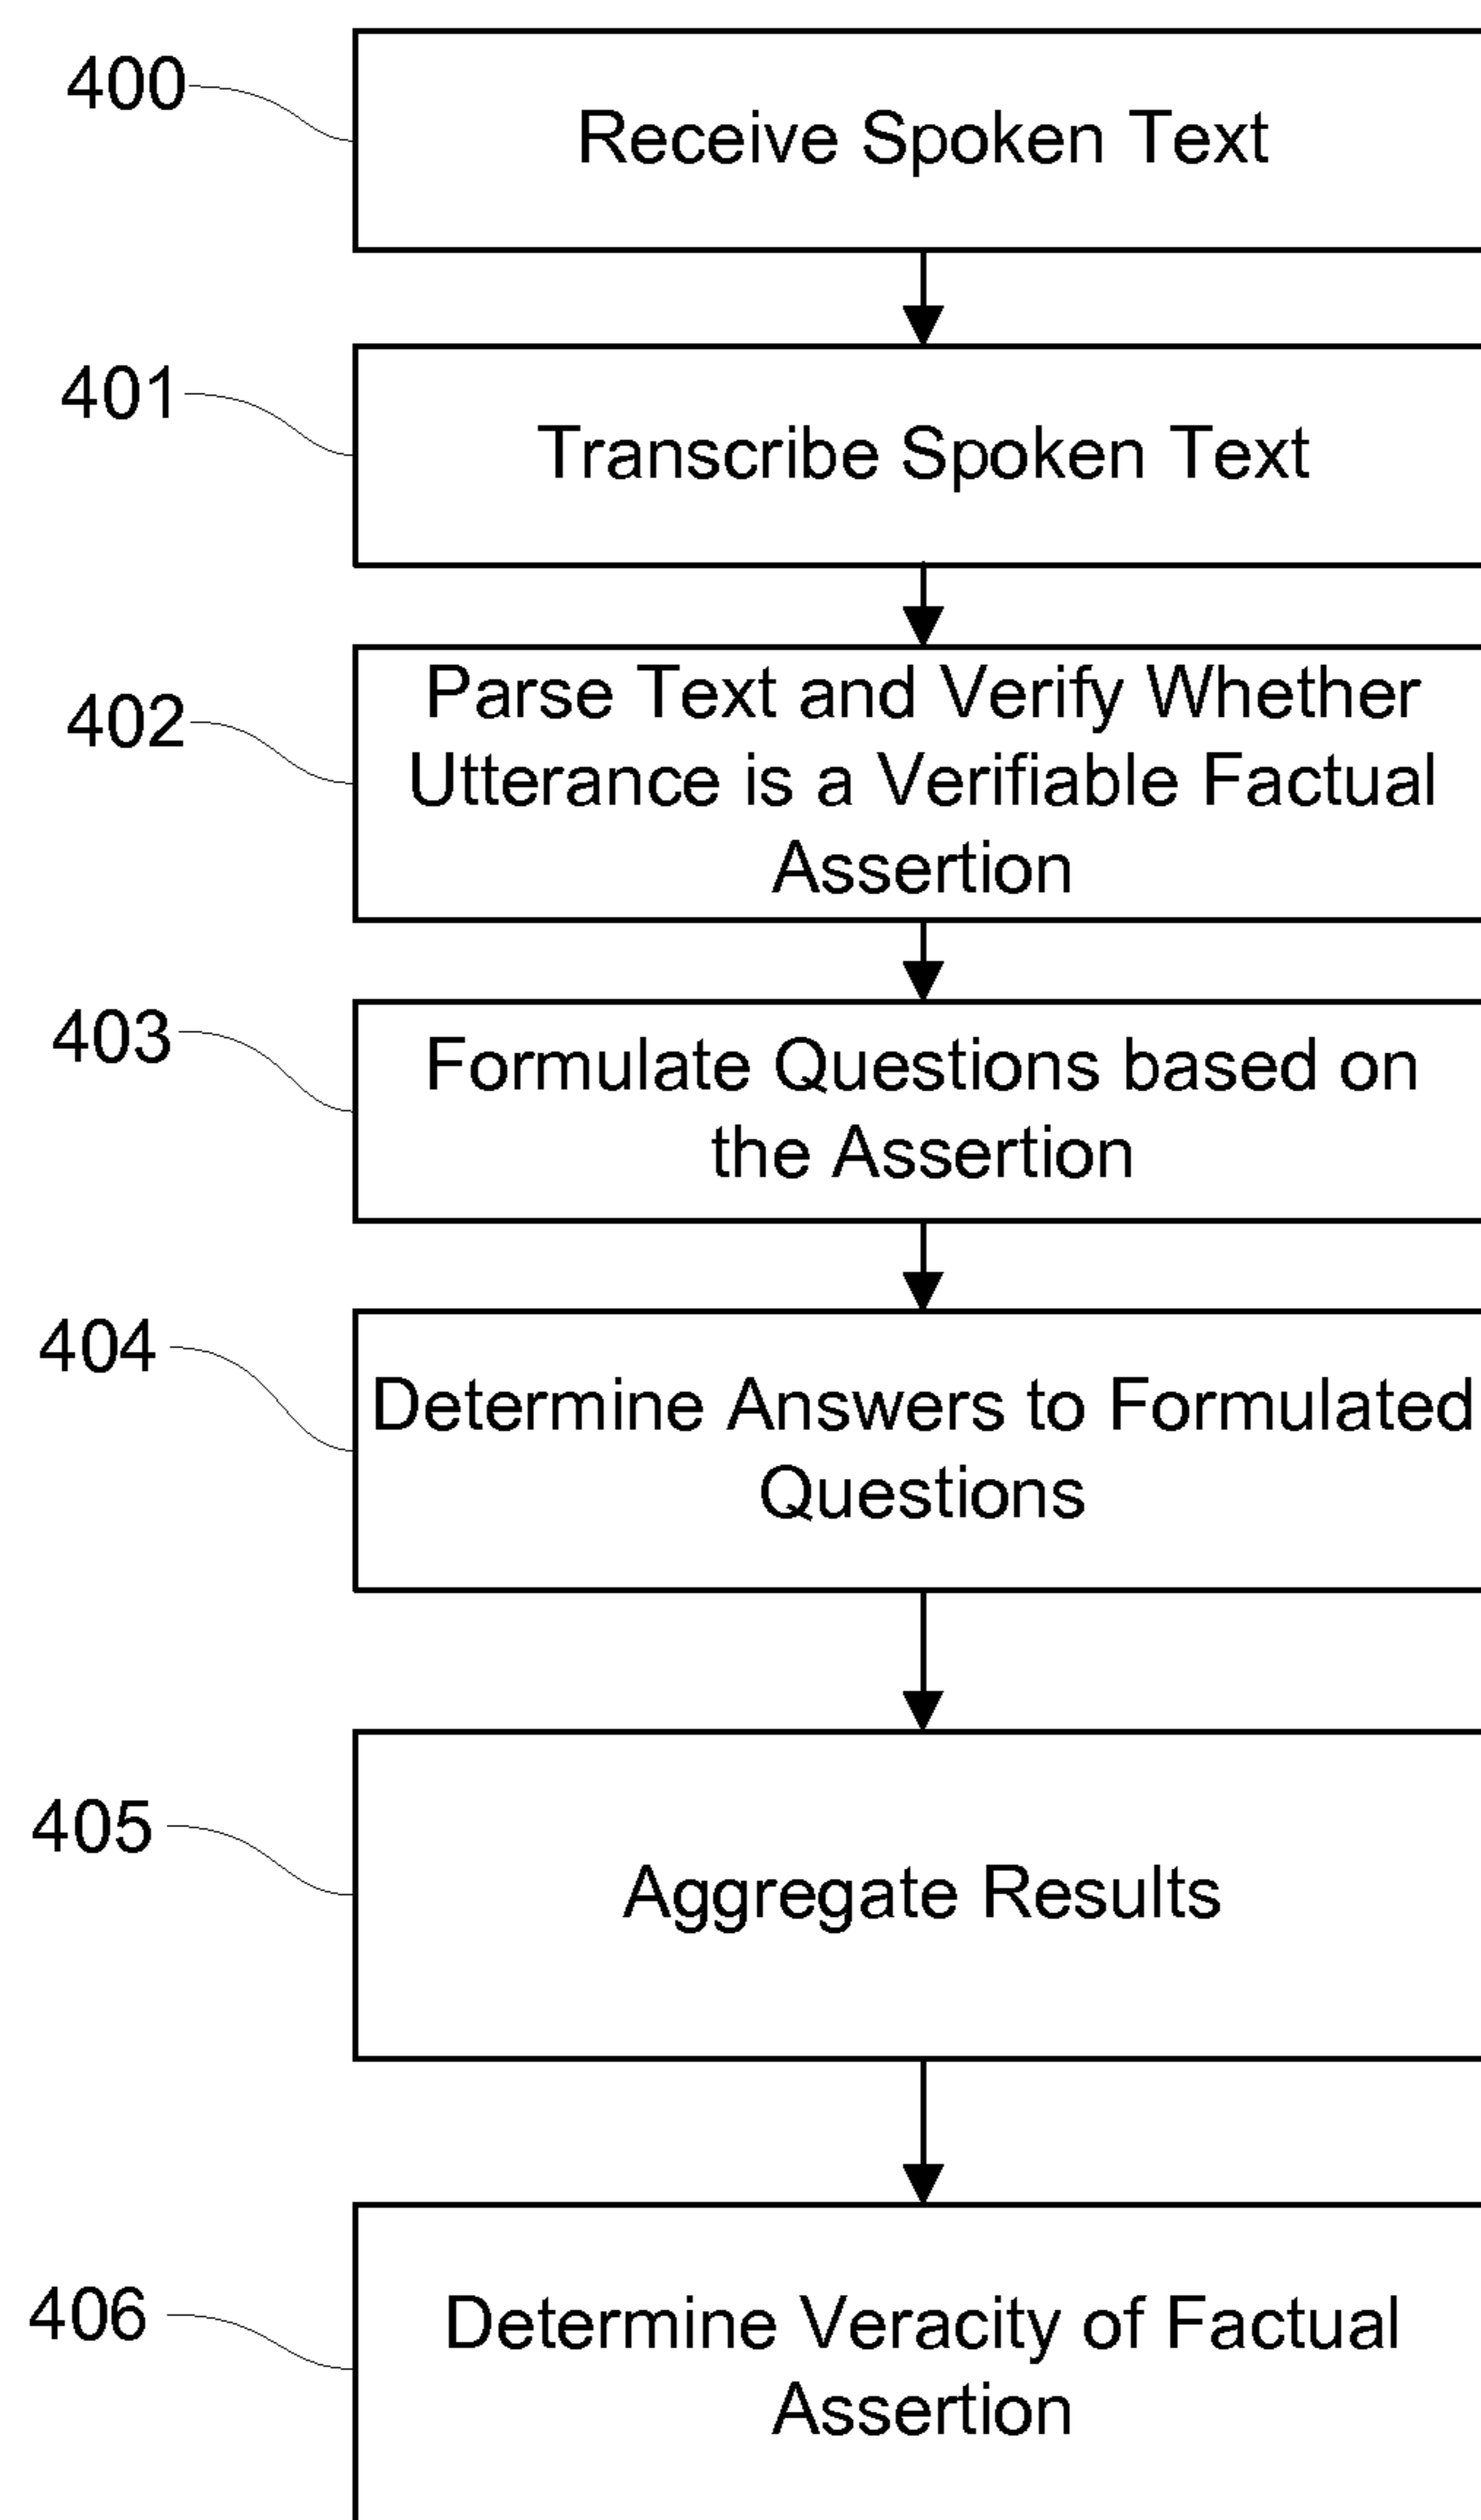 400
Receive Spoken Text
401
Transcribe Spoken Text
402
Parse Text and Verify Whether
Utterance is a Verifiable Factual
Assertion
403
Formulate Questions based on
the Assertion
404
Determine Answers to Formulated
Questions
405
Aggregate Results
406
Determine Veracity of Factual
Assertion